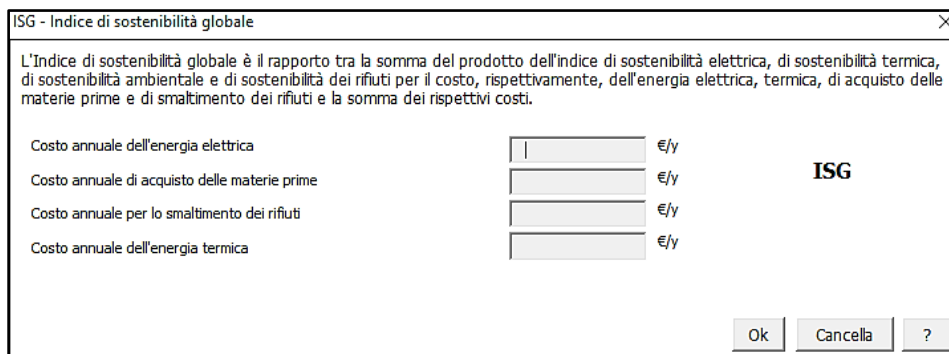 ISG - Indice di sostenibilità globale
L'Indice di sostenibilità globale è il rapporto tra la somma del prodotto dell'indice di sostenibilità elettrica, di sostenibilità termica,
di sostenibilità ambientale e di sostenibilità dei rifiuti per il costo, rispettivamente, dell'energia elettrica, termica, di acquisto delle
materie prime e di smaltimento dei rifiuti e la somma dei rispettivi costi.
Costo annuale dell'energia elettrica €/y
Costo annuale di acquisto delle materie prime €/y ISG
Costo annuale per lo smaltimento dei rifiuti €/y
Costo annuale dell'energia termica €/y
Ok Cancella ?